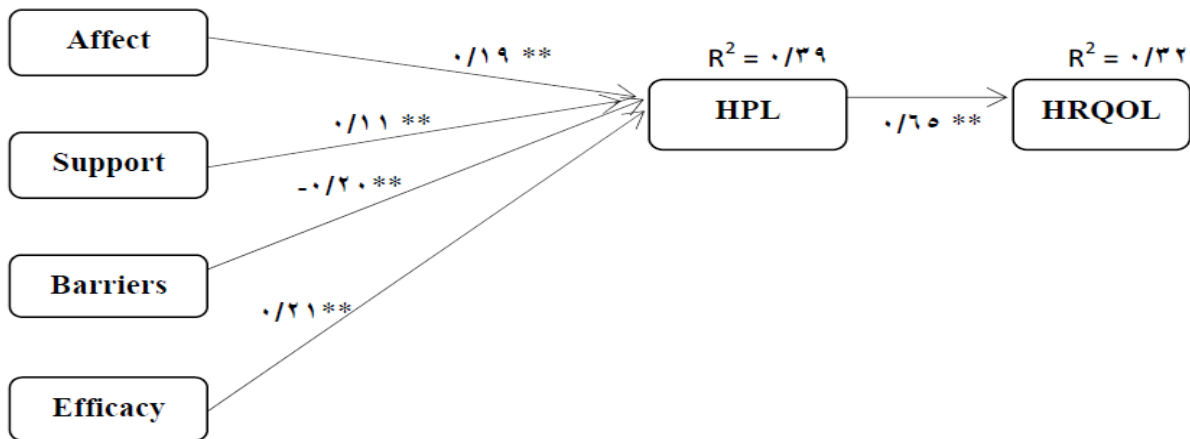 Affect
۰/۱۹ **
R² = ۰/۳۹
R² = ۰/۳۲
HPL
HRQOL
۰/۶۵ **
Support
۰/۱۱ **
-۰/۲۰**
Barriers
۰/۲۱**
Efficacy